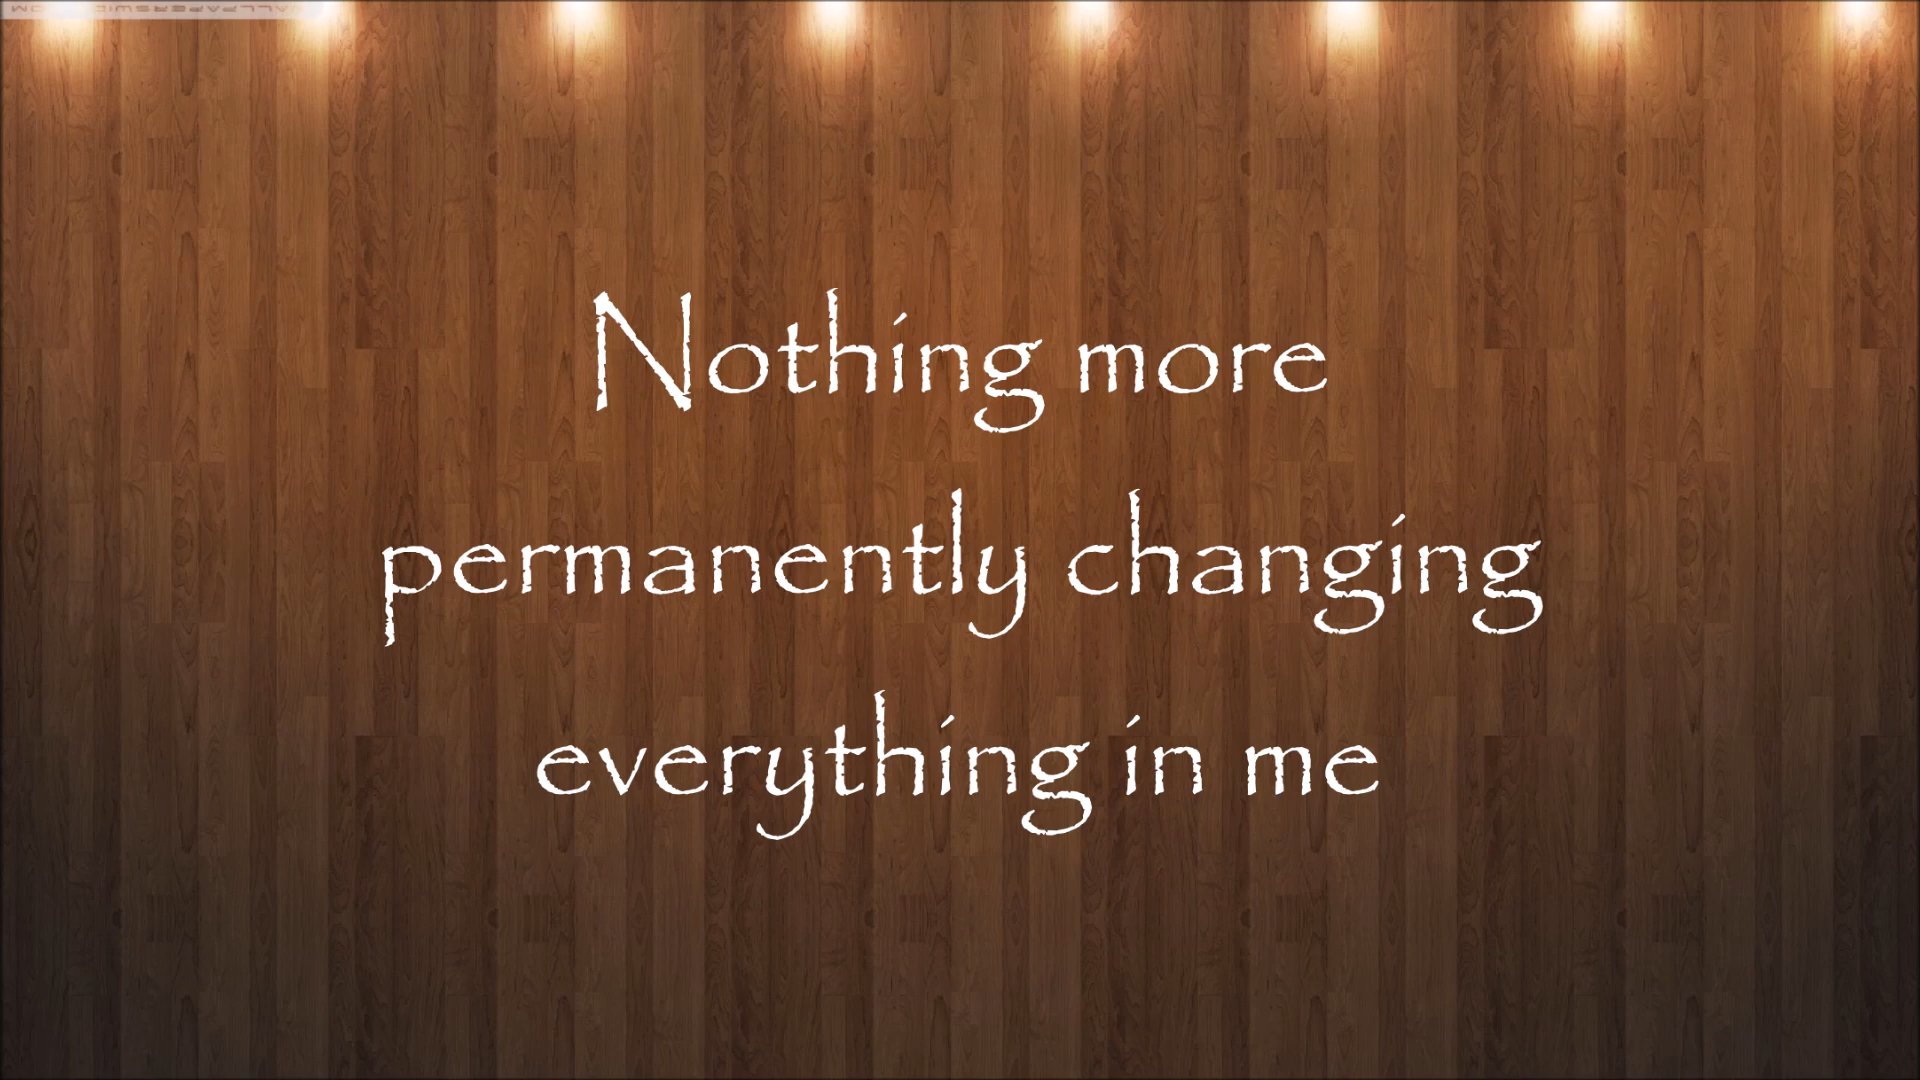 Nothing more
permanently changing
everything in me